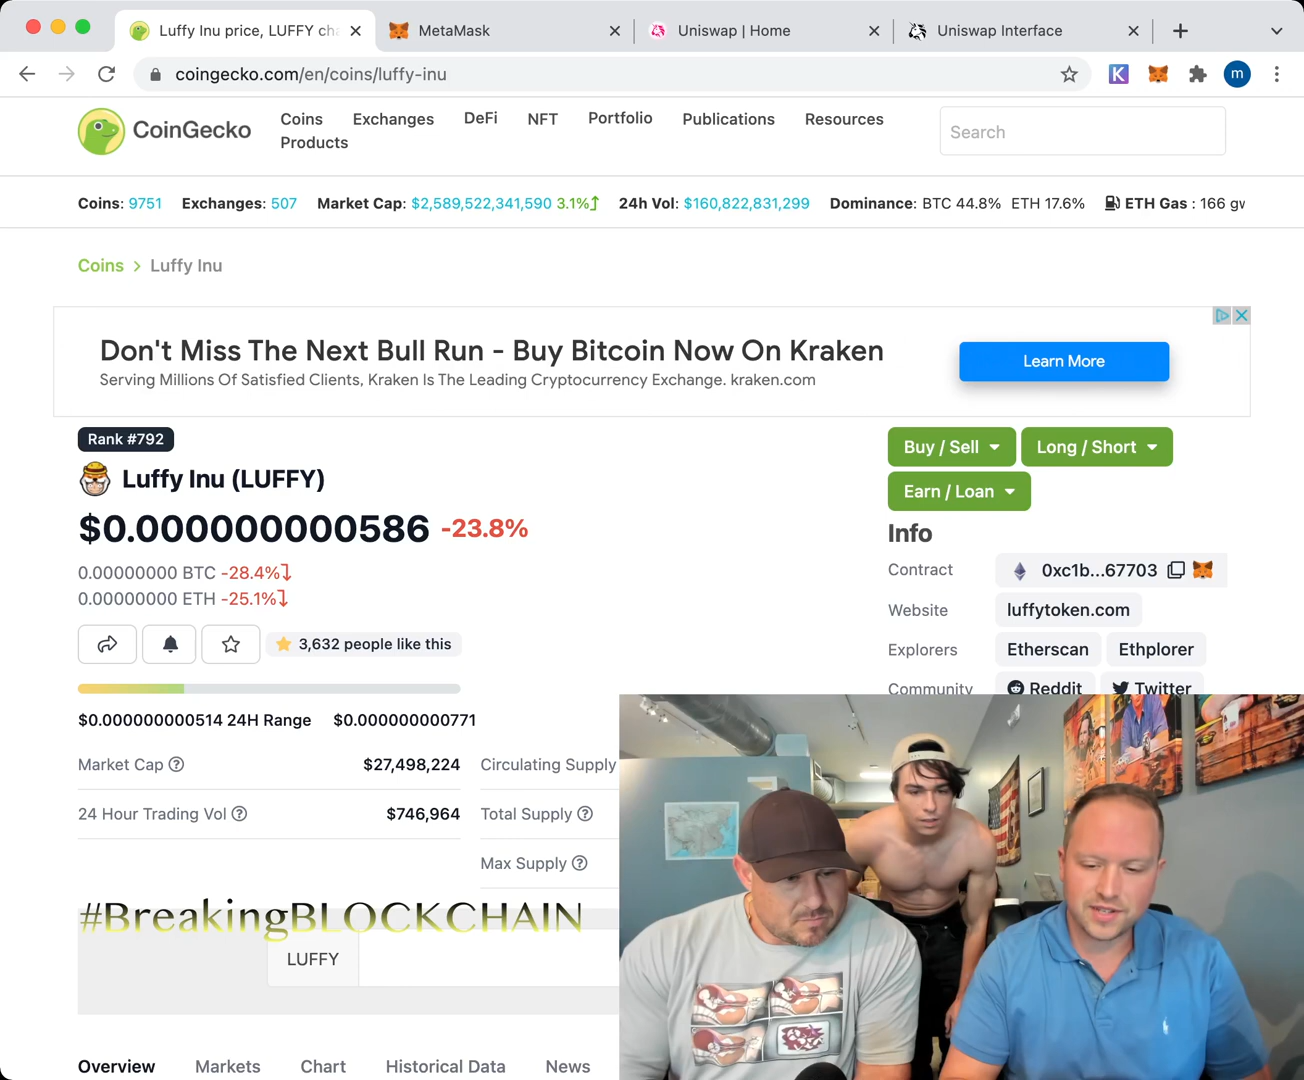 Luffy Inu price, LUFFY cha
MetaMask
Uniswap | Home
Uniswap Interface
coingecko.com/en/coins/luffy-inu
K
m
CoinGecko
Coins Exchanges DeFi NFT Portfolio Publications Resources
Products
Search
Coins: 9751 Exchanges: 507 Market Cap: $2,589,522,341,590 3.1% 24h Vol: $160,822,831,299 Dominance: BTC 44.8% ETH 17.6% ETH Gas : 166 gw
Coins > Luffy Inu
Don't Miss The Next Bull Run - Buy Bitcoin Now On Kraken
Serving Millions Of Satisfied Clients, Kraken Is The Leading Cryptocurrency Exchange. kraken.com
Learn More
Rank #792
Luffy Inu (LUFFY)
$0.000000000586 -23.8%
0.00000000 BTC -28.4%
0.00000000 ETH -25.1%
3,632 people like this
$0.000000000514 24H Range $0.000000000771
Market Cap $27,498,224
24 Hour Trading Vol $746,964
Circulating Supply
Total Supply
Max Supply
Buy / Sell
Long / Short
Earn / Loan
Info
Contract 0xc1b...67703
Website luffytoken.com
Explorers Etherscan Ethplorer
Community Reddit Twitter
#BreakingBLOCKCHAIN
LUFFY
Overview Markets Chart Historical Data News